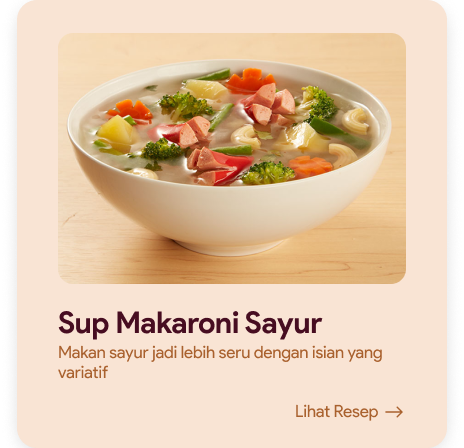 Sup Makaroni Sayur
Makan sayur jadi lebih seru dengan isian yang
variatif
Lihat Resep →